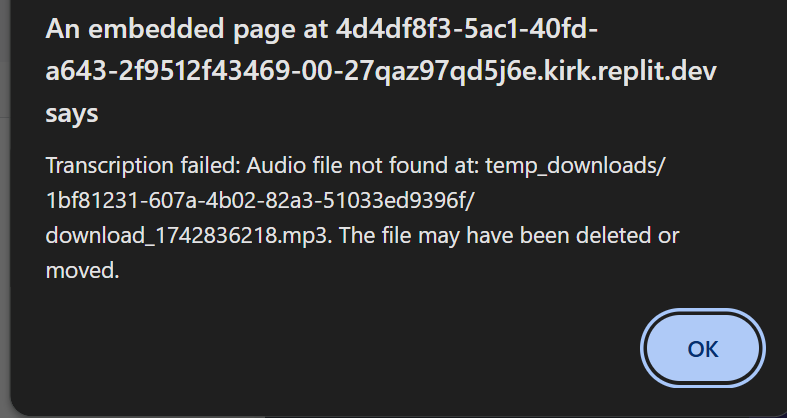 An embedded page at 4d4df8f3-5ac1-40fd-
a643-2f9512f43469-00-27qaz97qd5j6e.kirk.replit.dev
says
Transcription failed: Audio file not found at: temp_downloads/
1bf81231-607a-4b02-82a3-51033ed9396f/
download_1742836218.mp3. The file may have been deleted or
moved.
OK